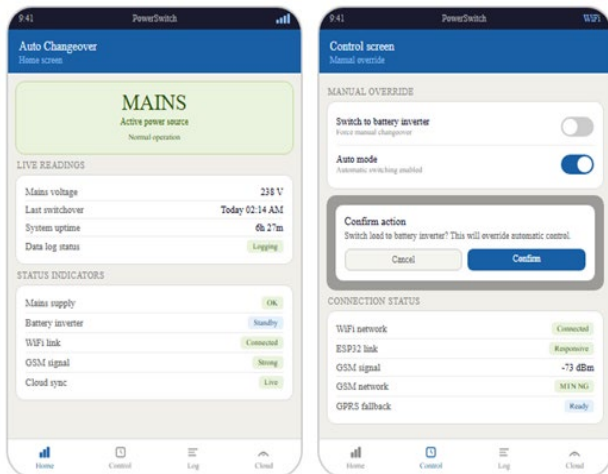 9:41 PowerSwitch
Auto Changeover
Home screen
MAINS
Active power source
Normal operation
LIVE READINGS
Mains voltage 238 V
Last switchover Today 02:14 AM
System uptime 6h 27m
Data log status Logging
STATUS INDICATORS
Mains supply OK
Battery inverter Standby
WiFi link Connected
GSM signal Strong
Cloud sync Live
Home Control Log Cloud
9:41 PowerSwitch WiFi
Control screen
Manual override
MANUAL OVERRIDE
Switch to battery inverter
Force manual changeover
Auto mode
Automatic switching enabled
Confirm action
Switch load to battery inverter? This will override automatic control.
Cancel Confirm
CONNECTION STATUS
WiFi network Connected
ESP32 link Responsive
GSM signal -73 dBm
GSM network MTN NG
GPRS fallback Ready
Home Control Log Cloud